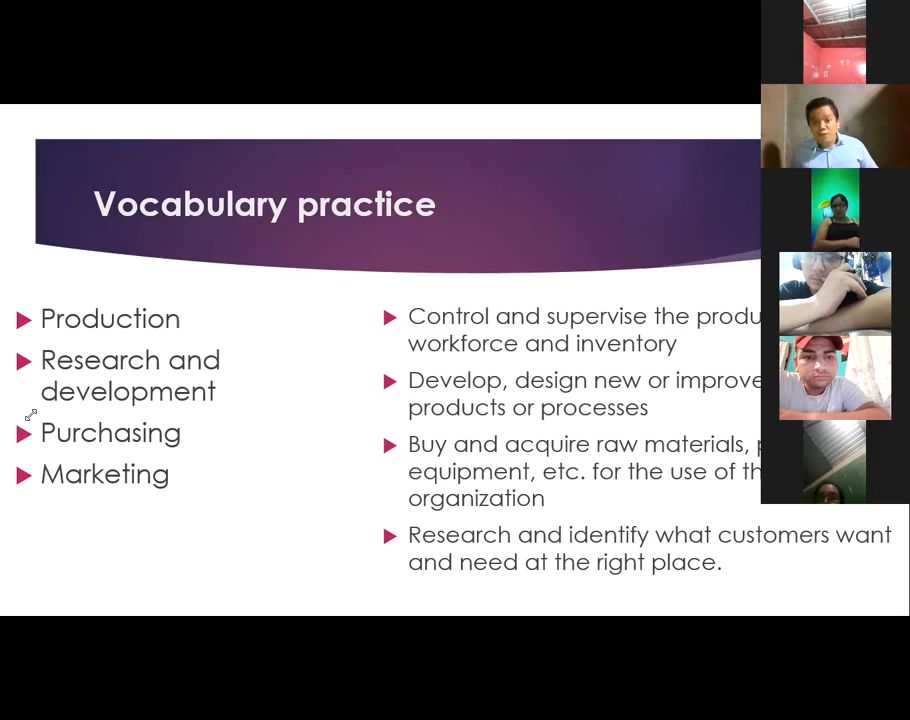 Vocabulary practice
Production
Research and
development
Purchasing
Marketing
Control and supervise the
workforce and inventory
Develop, design new or improve
products or processes
Buy and acquire raw materials,
equipment, etc. for the use of
organization
Research and identify what customers want
and need at the right place.